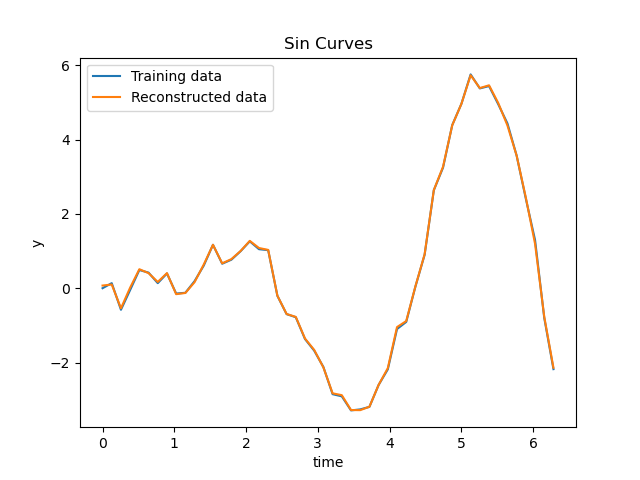 Sin Curves
Training data
Reconstructed data
6
4
2
0
−2
y
0 1 2 3 4 5 6
time